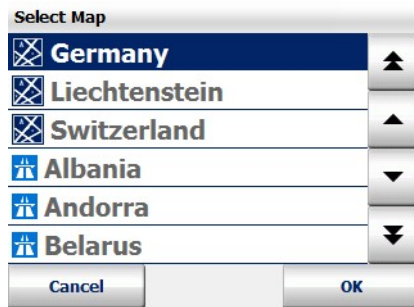 Select Map
Germany
Liechtenstein
Switzerland
Albania
Andorra
Belarus
Cancel
OK